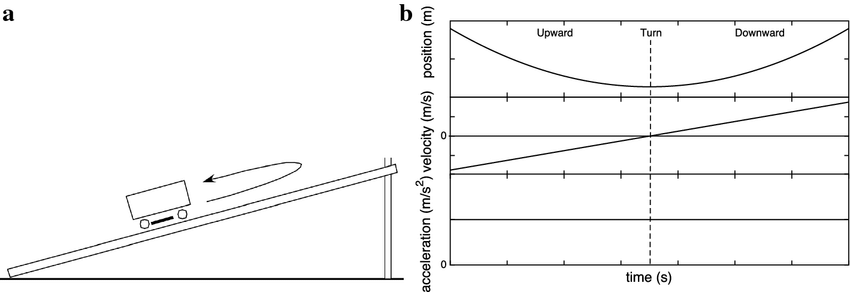 a
b
Upward Turn Downward
position (m)
velocity (m/s)
0
acceleration (m/s²)
0
time (s)